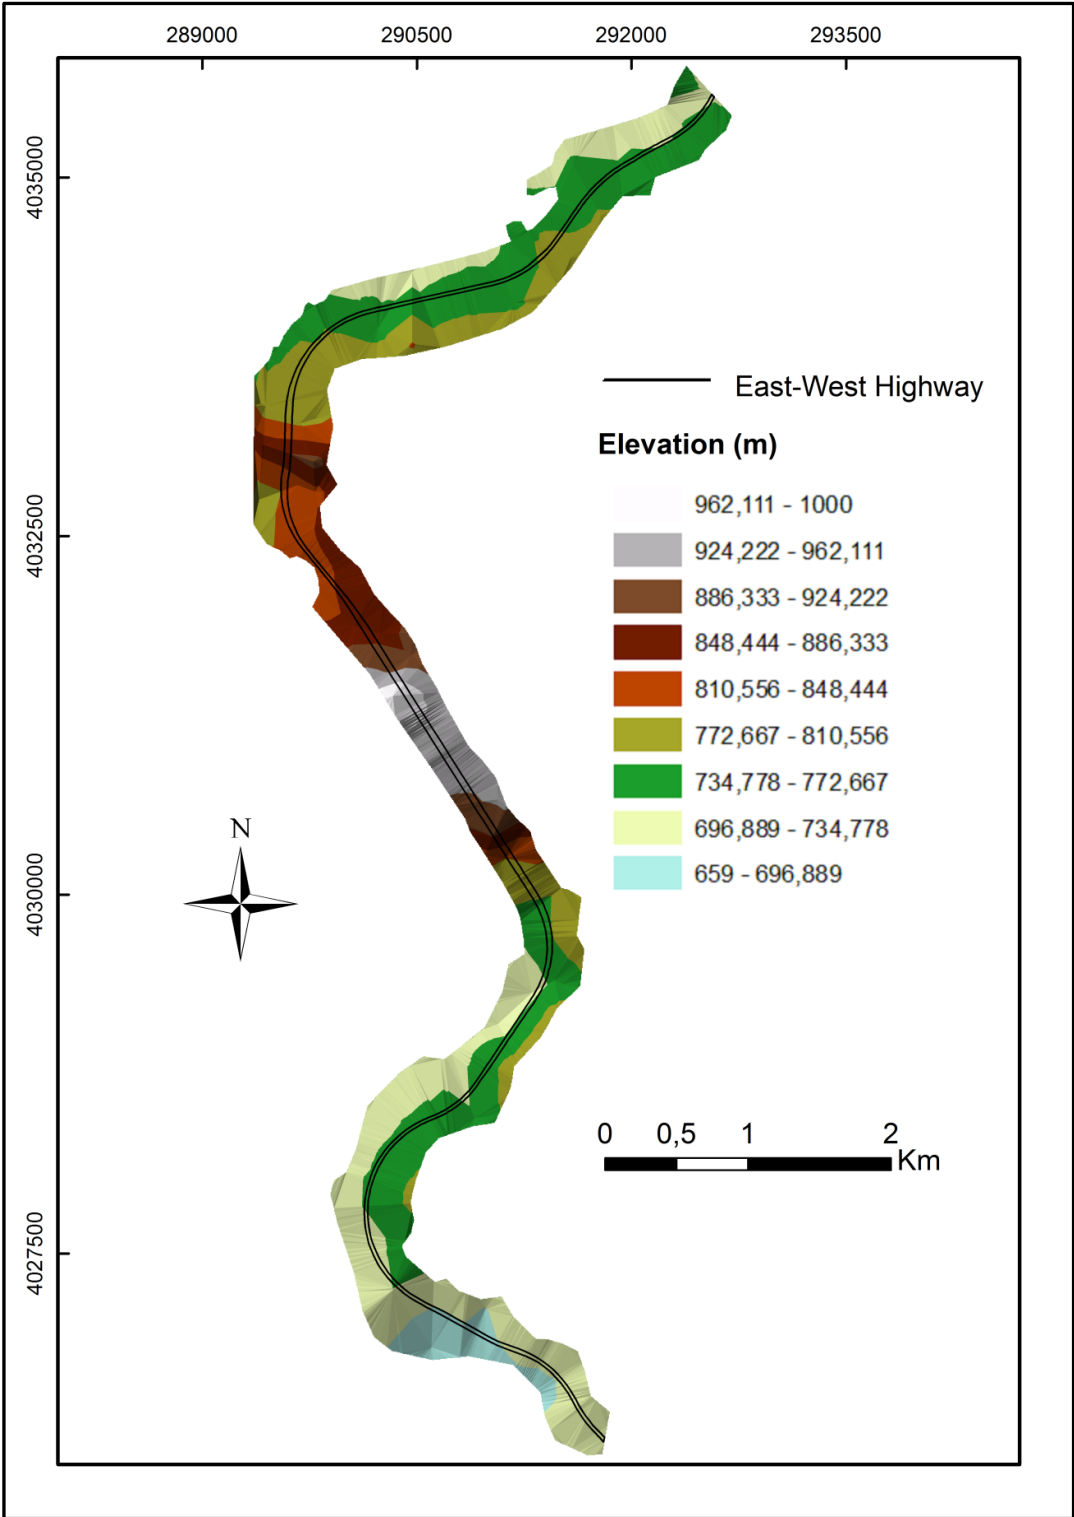 289000 290500 292000 293500
4035000
4032500
4030000
4027500
East-West Highway
Elevation (m)
962,111 - 1000
924,222 - 962,111
886,333 - 924,222
848,444 - 886,333
810,556 - 848,444
772,667 - 810,556
734,778 - 772,667
696,889 - 734,778
659 - 696,889
N
0 0,5 1 2
Km